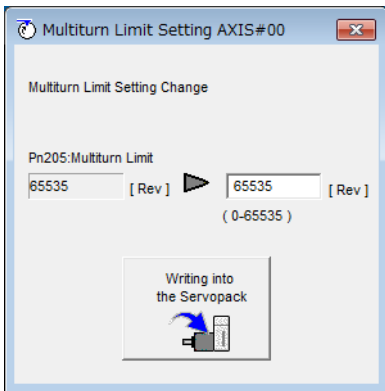 Multiturn Limit Setting AXIS#00
Multiturn Limit Setting Change
Pn205:Multiturn Limit
65535 [ Rev ] 65535 [ Rev ]
( 0-65535 )
Writing into
the Servopack